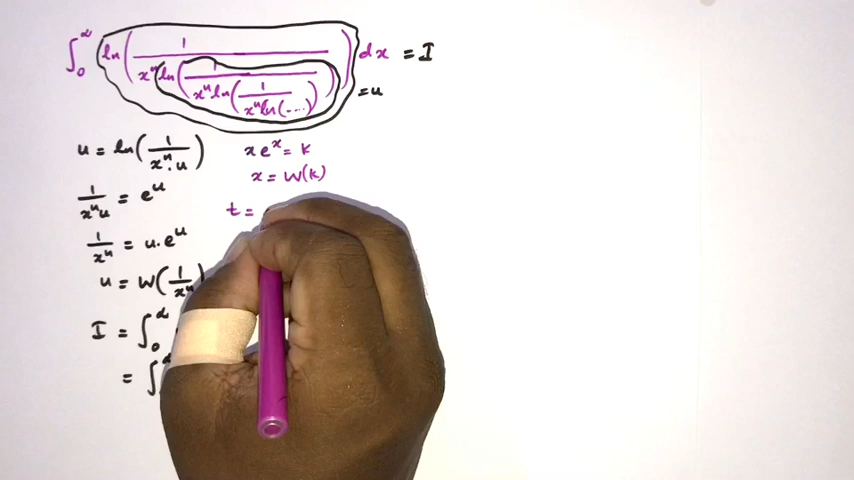 ∫₀^∞ ln(1/(xⁿ ln(1/(xⁿ ln(1/(xⁿ ln(....))))))) dx = I
= u
u = ln(1/(xⁿ·u))
x eˣ = k
x = W(k)
1/(xⁿu) = eᵘ
t =
1/xⁿ = u.eᵘ
u = W(1/xⁿ)
I = ∫₀^∞
= ∫